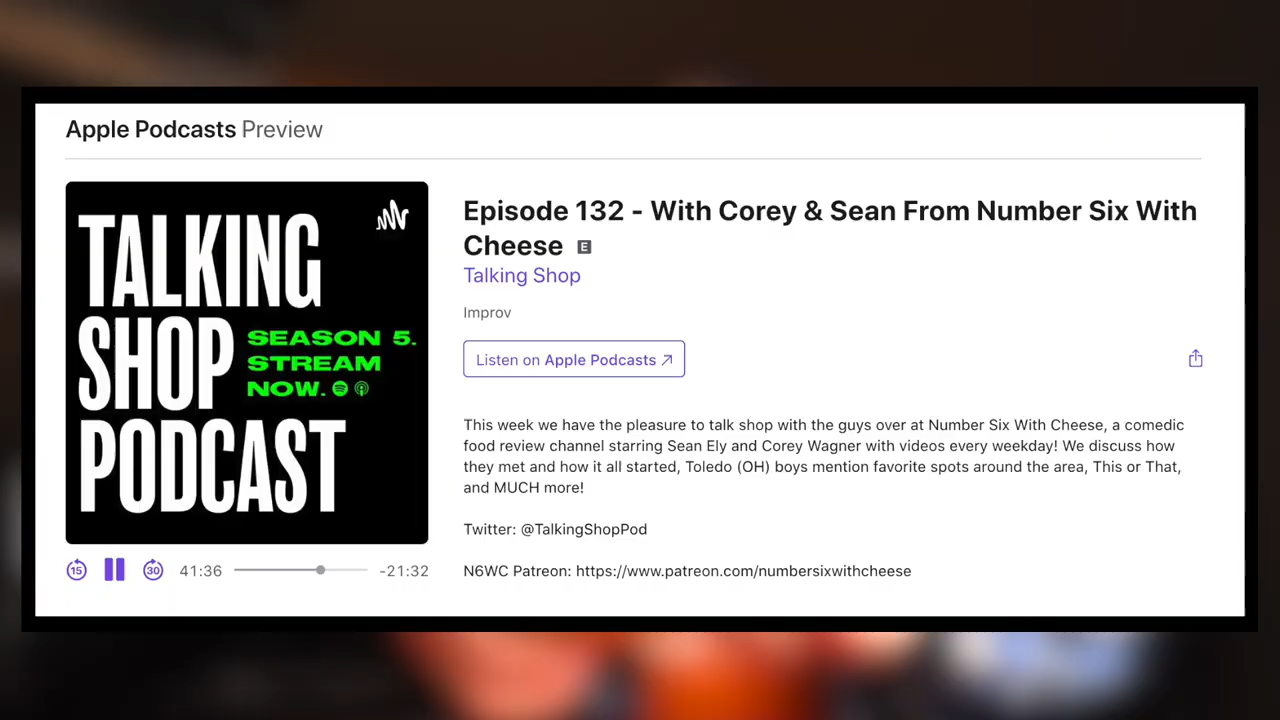 Apple Podcasts Preview
TALKING
SHOP
PODCAST
SEASON 5.
STREAM
NOW.
Episode 132 - With Corey & Sean From Number Six With
Cheese E
Talking Shop
Improv
Listen on Apple Podcasts
This week we have the pleasure to talk shop with the guys over at Number Six With Cheese, a comedic
food review channel starring Sean Ely and Corey Wagner with videos every weekday! We discuss how
they met and how it all started, Toledo (OH) boys mention favorite spots around the area, This or That,
and MUCH more!
Twitter: @TalkingShopPod
N6WC Patreon: https://www.patreon.com/numbersixwithcheese
15 30 41:36 -21:32